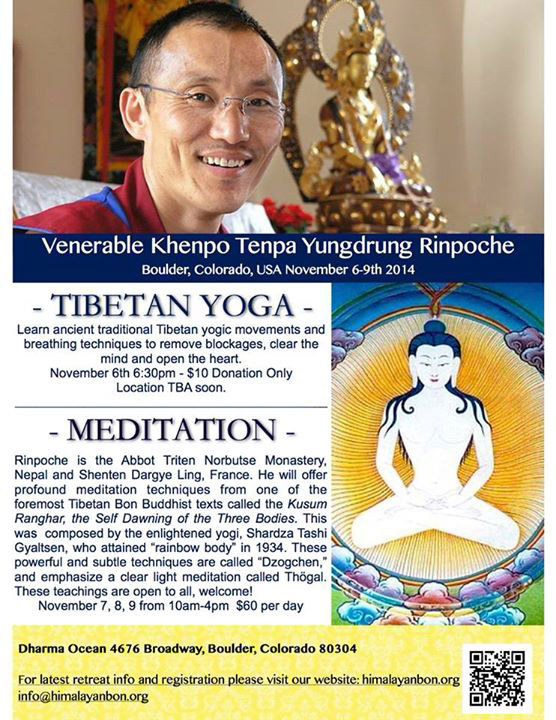 Venerable Khenpo Tenpa Yungdrung Rinpoche
Boulder, Colorado, USA November 6-9th 2014
- TIBETAN YOGA -
Learn ancient traditional Tibetan yogic movements and
breathing techniques to remove blockages, clear the
mind and open the heart.
November 6th 6:30pm - $10 Donation Only
Location TBA soon.
- MEDITATION -
Rinpoche is the Abbot Triten Norbutse Monastery,
Nepal and Shenten Dargye Ling, France. He will offer
profound meditation techniques from one of the
foremost Tibetan Bon Buddhist texts called the Kusum
Ranghar, the Self Dawning of the Three Bodies. This
was composed by the enlightened yogi, Shardza Tashi
Gyaltsen, who attained “rainbow body” in 1934. These
powerful and subtle techniques are called “Dzogchen,”
and emphasize a clear light meditation called Thögal.
These teachings are open to all, welcome!
November 7, 8, 9 from 10am-4pm $60 per day
Dharma Ocean 4676 Broadway, Boulder, Colorado 80304
For latest retreat info and registration please visit our website: himalayanbon.org
info@himalayanbon.org